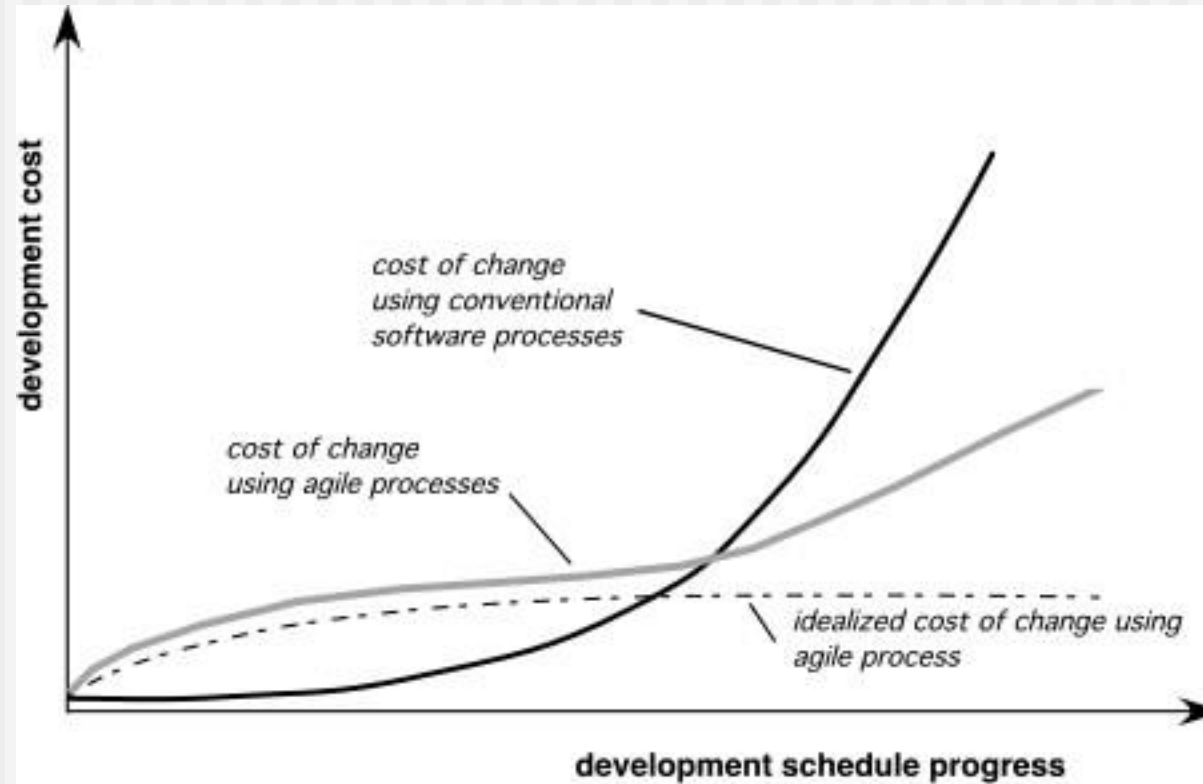 development cost
cost of change
using conventional
software processes
cost of change
using agile processes
idealized cost of change using
agile process
development schedule progress